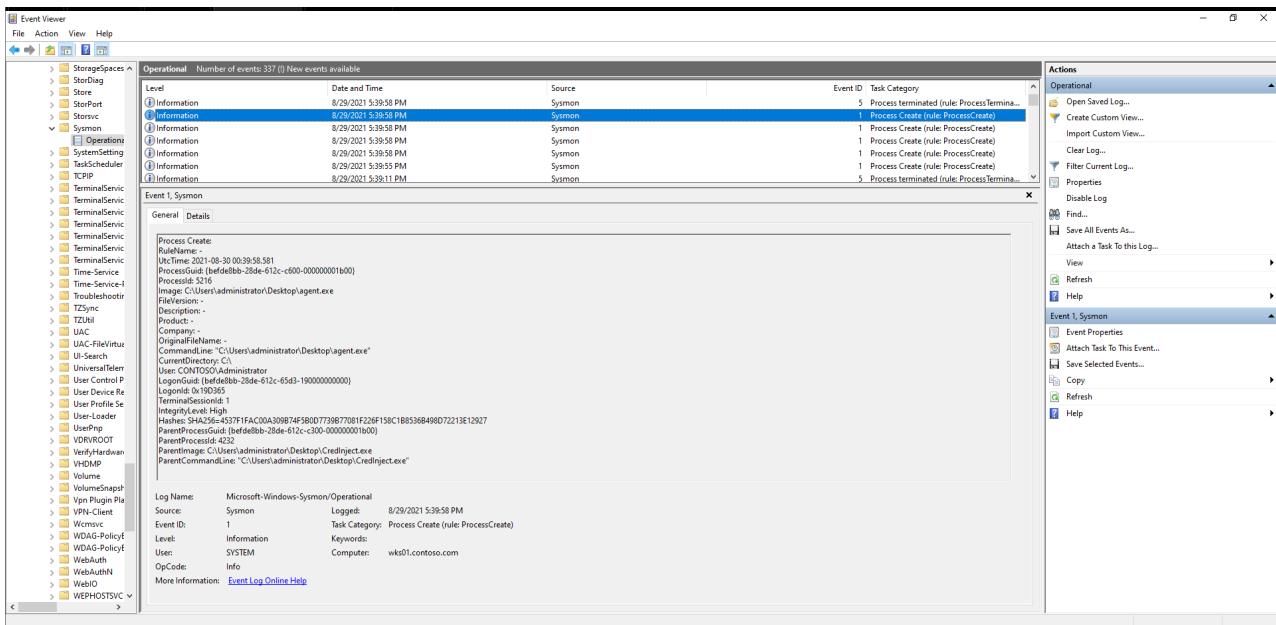 Event Viewer
File Action View Help
StorageSpaces
StorDiag
Store
StorPort
Storsvc
Sysmon
Operationa
SystemSetting
TaskScheduler
TCPIP
TerminalServic
TerminalServic
TerminalServic
TerminalServic
TerminalServic
TerminalServic
TerminalServic
Time-Service
Time-Service-P
Troubleshootin
TZSync
TZUtil
UAC
UAC-FileVirtua
UI-Search
UniversalTelem
User Control P
User Device Re
User Profile Se
User-Loader
UserPnp
VDRVROOT
VerifyHardware
VHDMP
Volume
VolumeSnapsh
Vpn Plugin Pla
VPN-Client
Wcmsvc
WDAG-PolicyE
WDAG-PolicyE
WebAuth
WebAuthN
WebIO
WEPHOSTSVC
Operational Number of events: 337 (!) New events available
Level Date and Time Source Event ID Task Category
Information 8/29/2021 5:39:58 PM Sysmon 5 Process terminated (rule: ProcessTermina...
Information 8/29/2021 5:39:58 PM Sysmon 1 Process Create (rule: ProcessCreate)
Information 8/29/2021 5:39:58 PM Sysmon 1 Process Create (rule: ProcessCreate)
Information 8/29/2021 5:39:58 PM Sysmon 1 Process Create (rule: ProcessCreate)
Information 8/29/2021 5:39:58 PM Sysmon 1 Process Create (rule: ProcessCreate)
Information 8/29/2021 5:39:55 PM Sysmon 1 Process Create (rule: ProcessCreate)
Information 8/29/2021 5:39:11 PM Sysmon 5 Process terminated (rule: ProcessTermina...
Event 1, Sysmon
General Details
Process Create:
RuleName: -
UtcTime: 2021-08-30 00:39:58.581
ProcessGuid: {befde8bb-28de-612c-c600-000000001b00}
ProcessId: 5216
Image: C:\Users\administrator\Desktop\agent.exe
FileVersion: -
Description: -
Product: -
Company: -
OriginalFileName: -
CommandLine: "C:\Users\administrator\Desktop\agent.exe"
CurrentDirectory: C:\
User: CONTOSO\Administrator
LogonGuid: {befde8bb-28de-612c-65d3-190000000000}
LogonId: 0x19D365
TerminalSessionId: 1
IntegrityLevel: High
Hashes: SHA256=4537F1FAC00A309B74F5B0D7739B77081F226F158C1B8536B498D72213E12927
ParentProcessGuid: {befde8bb-28de-612c-c300-000000001b00}
ParentProcessId: 4232
ParentImage: C:\Users\administrator\Desktop\CredInject.exe
ParentCommandLine: "C:\Users\administrator\Desktop\CredInject.exe"
Log Name: Microsoft-Windows-Sysmon/Operational
Source: Sysmon Logged: 8/29/2021 5:39:58 PM
Event ID: 1 Task Category: Process Create (rule: ProcessCreate)
Level: Information Keywords:
User: SYSTEM Computer: wks01.contoso.com
OpCode: Info
More Information: Event Log Online Help
Actions
Operational
Open Saved Log...
Create Custom View...
Import Custom View...
Clear Log...
Filter Current Log...
Properties
Disable Log
Find...
Save All Events As...
Attach a Task To this Log...
View
Refresh
Help
Event 1, Sysmon
Event Properties
Attach Task To This Event...
Save Selected Events...
Copy
Refresh
Help